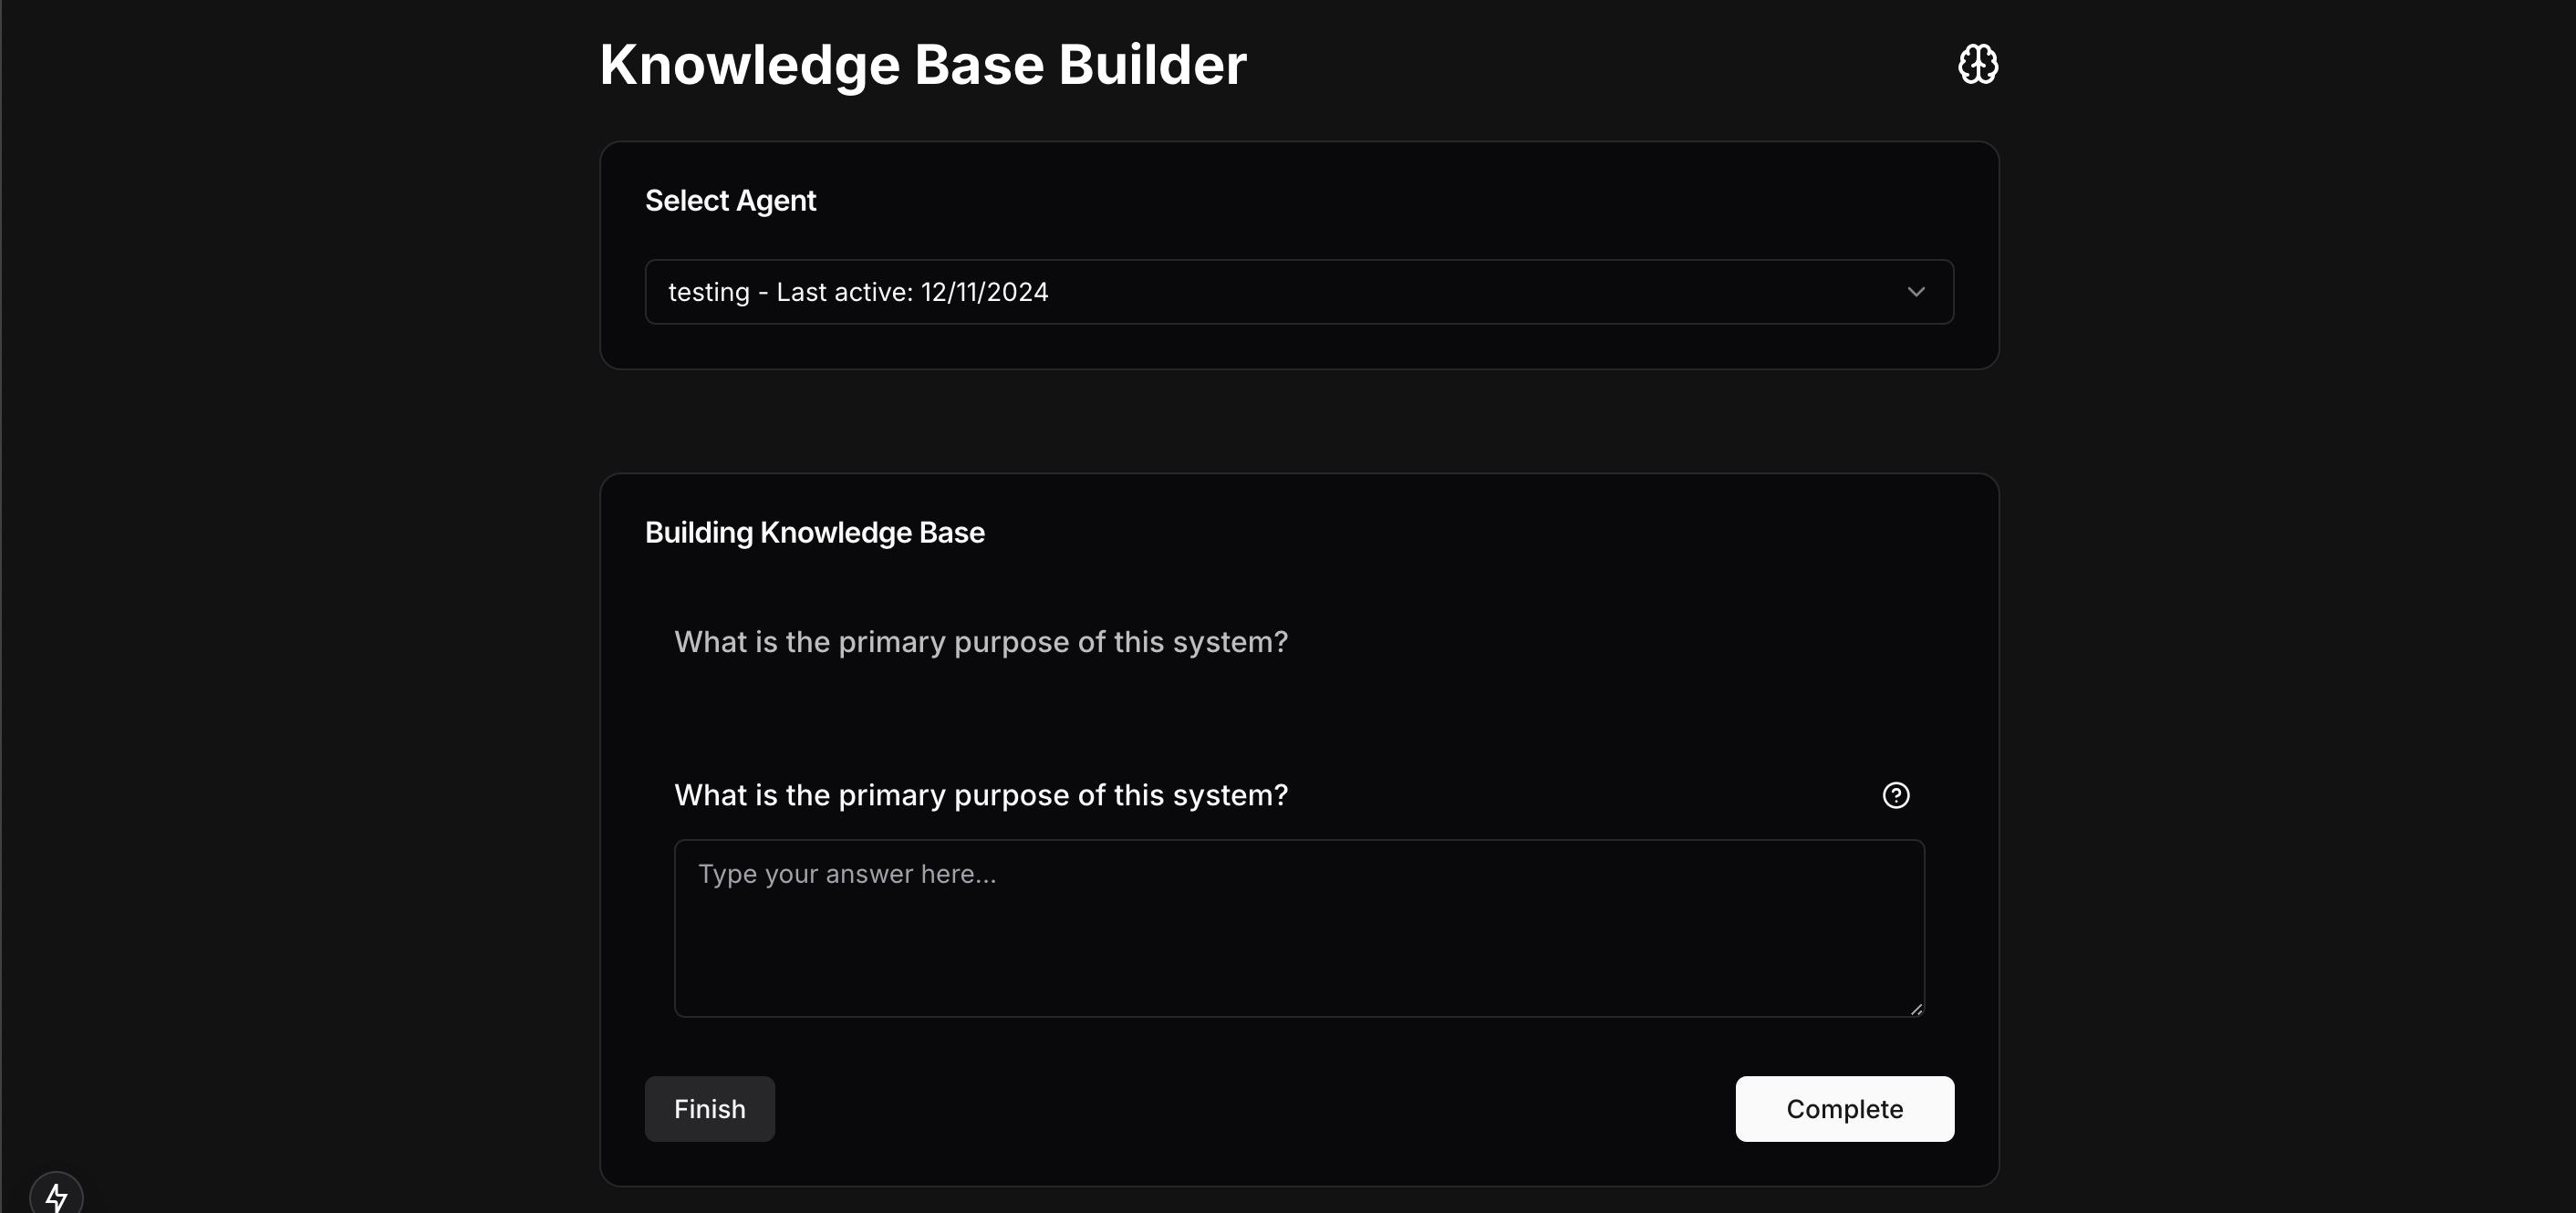 Knowledge Base Builder
Select Agent
testing - Last active: 12/11/2024
Building Knowledge Base
What is the primary purpose of this system?
What is the primary purpose of this system?
Type your answer here...
Finish
Complete